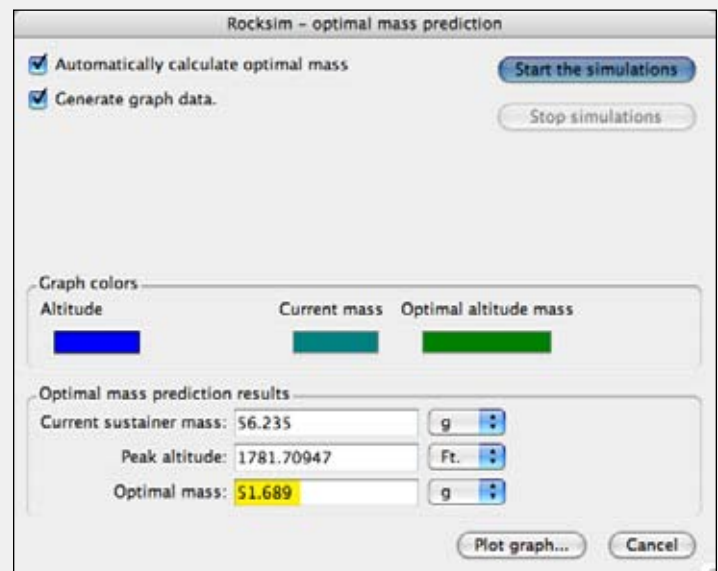 Rocksim – optimal mass prediction
Automatically calculate optimal mass
Start the simulations
Generate graph data.
Stop simulations
Graph colors
Altitude Current mass Optimal altitude mass
Optimal mass prediction results
Current sustainer mass: 56.235 g
Peak altitude: 1781.70947 Ft.
Optimal mass: 51.689 g
Plot graph... Cancel